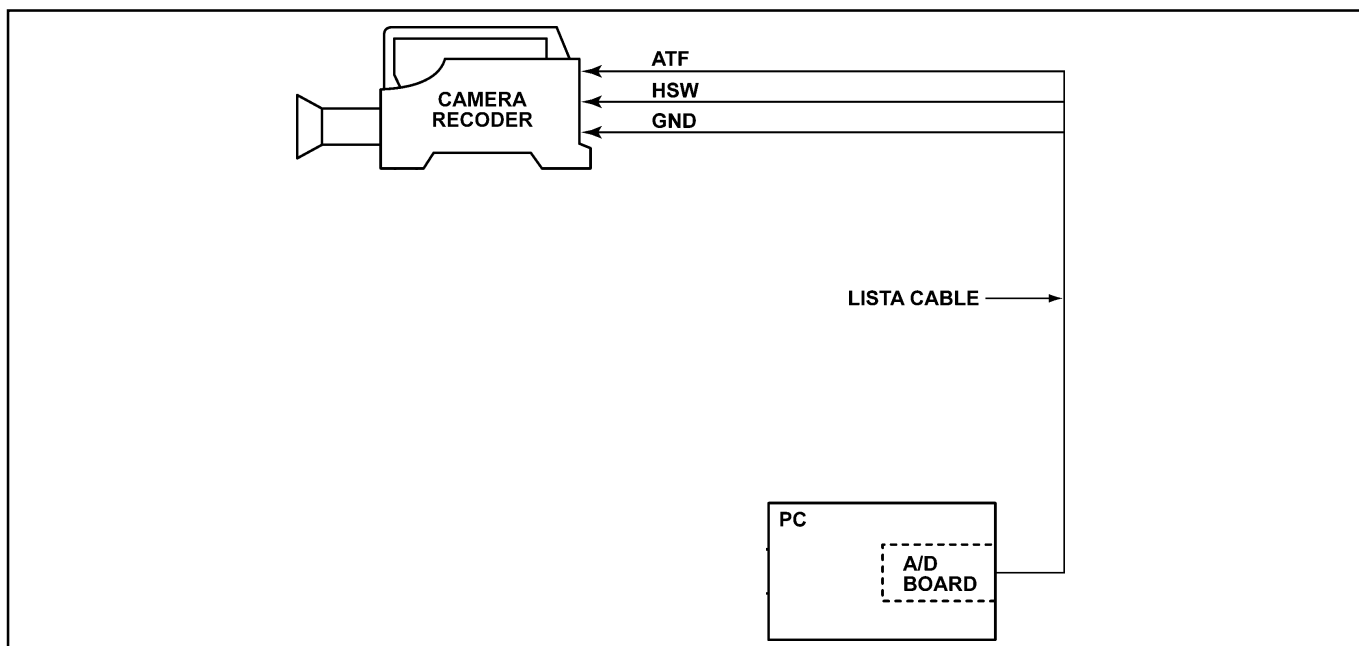 ATF
HSW
GND
CAMERA
RECODER
LISTA CABLE
PC
A/D
BOARD